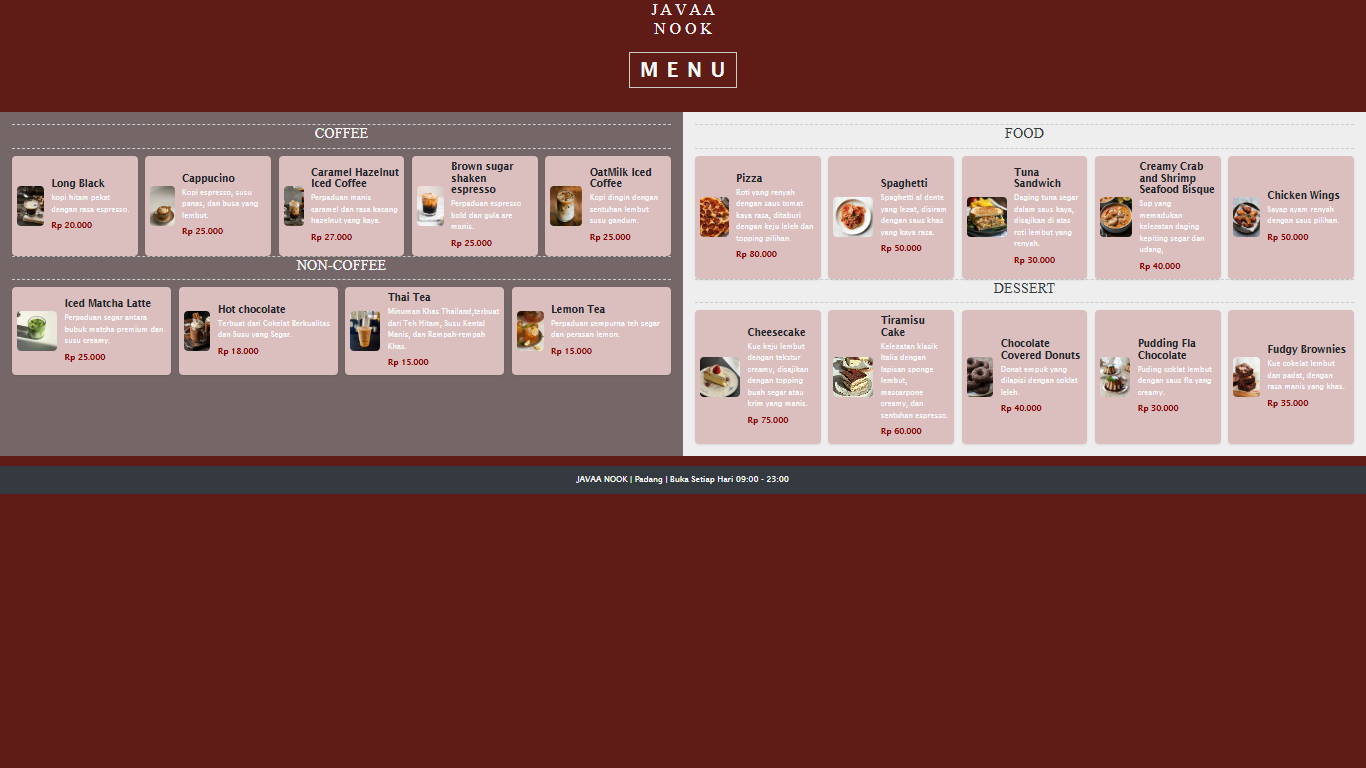 JAVAA
NOOK
MENU
COFFEE
Long Black
kopi hitam pekat
dengan rasa espresso.
Rp 20.000
Cappucino
Kopi espresso, susu
panas, dan busa yang
lembut.
Rp 25.000
Caramel Hazelnut
Iced Coffee
Perpaduan manis
caramel dan rasa kacang
hazelnut yang kaya.
Rp 27.000
Brown sugar
shaken
espresso
Perpaduan espresso
bold dan gula are
manis.
Rp 25.000
OatMilk Iced
Coffee
Kopi dingin dengan
sentuhan lembut
susu gandum.
Rp 25.000
NON-COFFEE
Iced Matcha Latte
Perpaduan segar antara
bubuk matcha premium dan
susu creamy.
Rp 25.000
Hot chocolate
Terbuat dari Cokelat Berkualitas
dan Susu yang Segar.
Rp 18.000
Thai Tea
Minuman Khas Thailand,terbuat
dari Teh Hitam, Susu Kental
Manis, dan Rempah-rempah
Khas.
Rp 15.000
Lemon Tea
Perpaduan sempurna teh segar
dan perasan lemon.
Rp 15.000
FOOD
Pizza
Roti yang renyah
dengan saus tomat
kaya rasa, ditaburi
dengan keju leleh dan
topping pilihan.
Rp 80.000
Spaghetti
Spaghetti al dente
yang lezat, disiram
dengan saus khas
yang kaya rasa.
Rp 50.000
Tuna
Sandwich
Daging tuna segar
dalam saus kaya,
disajikan di atas
roti lembut yang
renyah.
Rp 30.000
Creamy Crab
and Shrimp
Seafood Bisque
Sup yang
memadukan
kelezatan daging
kepiting segar dan
udang,
Rp 40.000
Chicken Wings
Sayap ayam renyah
dengan saus pilihan.
Rp 50.000
DESSERT
Cheesecake
Kue keju lembut
dengan tekstur
creamy, disajikan
dengan topping
buah segar atau
krim yang manis.
Rp 75.000
Tiramisu
Cake
Kelezatan klasik
Italia dengan
lapisan sponge
lembut,
mascarpone
creamy, dan
sentuhan espresso.
Rp 60.000
Chocolate
Covered Donuts
Donat empuk yang
dilapisi dengan coklat
leleh.
Rp 40.000
Pudding Fla
Chocolate
Puding coklat lembut
dengan saus fla yang
creamy.
Rp 30.000
Fudgy Brownies
Kue cokelat lembut
dan padat, dengan
rasa manis yang khas.
Rp 35.000
JAVAA NOOK | Padang | Buka Setiap Hari 09:00 - 23:00